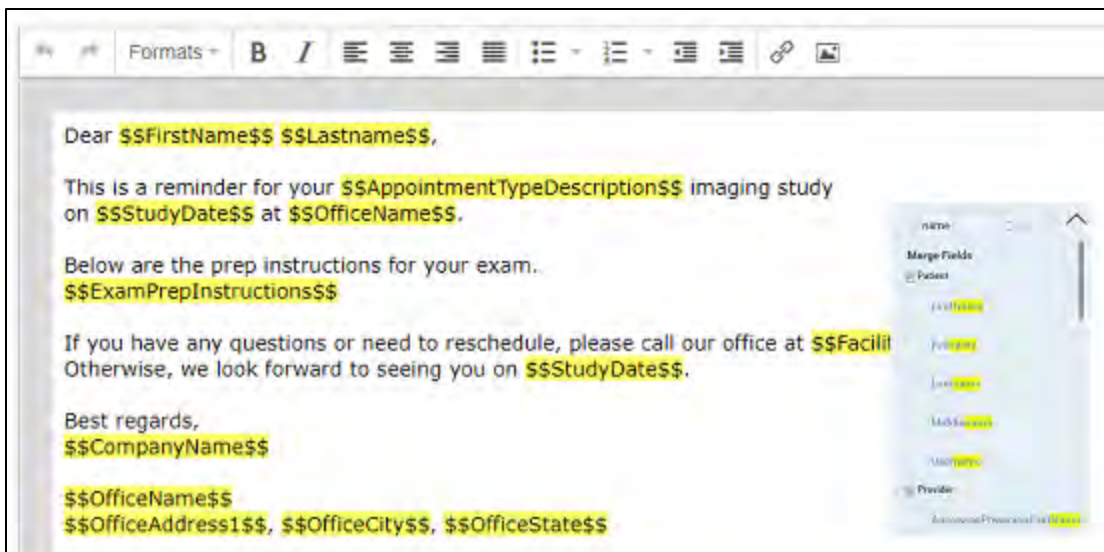 Formats
B I
Dear $$FirstName$$ $$Lastname$$,
This is a reminder for your $$AppointmentTypeDescription$$ imaging study
on $$StudyDate$$ at $$OfficeName$$.
Below are the prep instructions for your exam.
$$ExamPrepInstructions$$
If you have any questions or need to reschedule, please call our office at $$Facilit
Otherwise, we look forward to seeing you on $$StudyDate$$.
Best regards,
$$CompanyName$$
$$OfficeName$$
$$OfficeAddress1$$, $$OfficeCity$$, $$OfficeState$$
name
Merge Fields
Patient
Provider